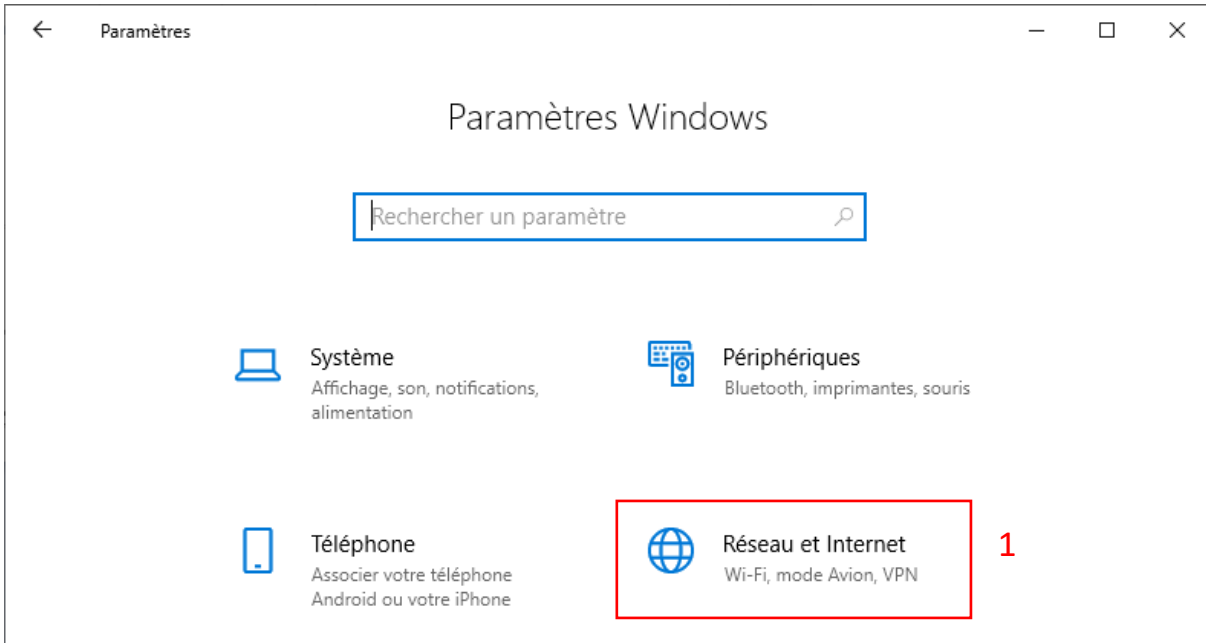 Paramètres
Paramètres Windows
Rechercher un paramètre
Système
Affichage, son, notifications,
alimentation
Périphériques
Bluetooth, imprimantes, souris
Téléphone
Associer votre téléphone
Android ou votre iPhone
Réseau et Internet
Wi-Fi, mode Avion, VPN
1